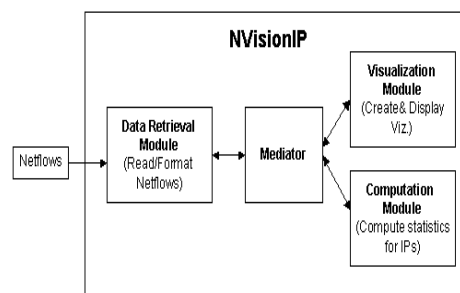 NVisionIP
Netflows
Data Retrieval
Module
(Read/Format
Netflows)
Mediator
Visualization
Module
(Create& Display
Viz.)
Computation
Module
(Compute statistics
for IPs)